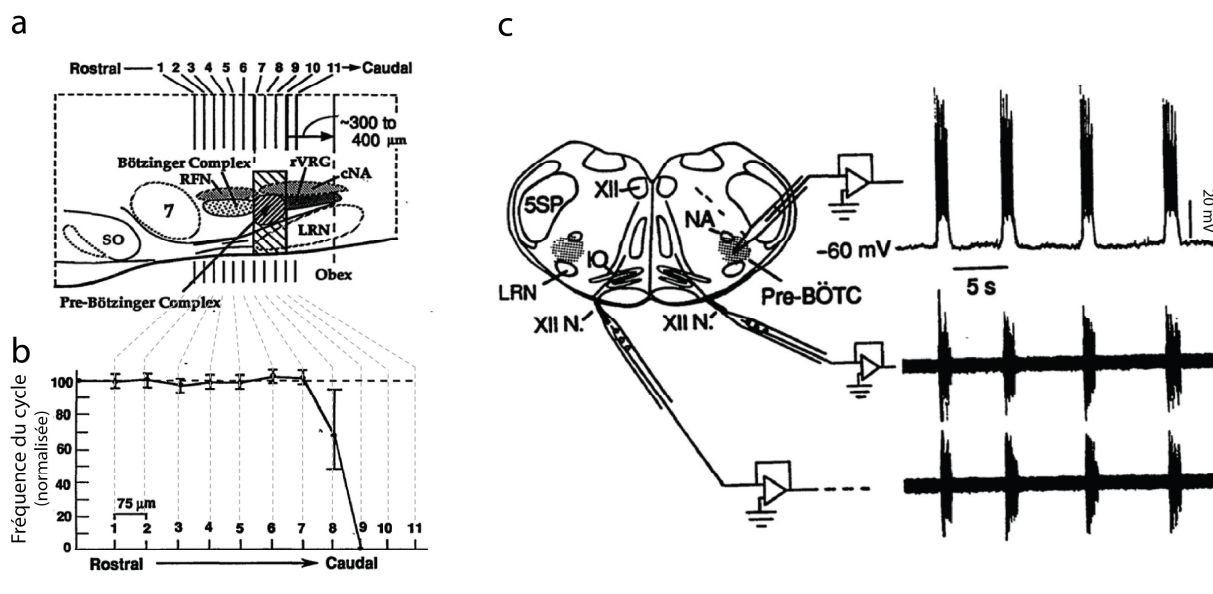 a
Rostral 1 2 3 4 5 6 7 8 9 10 11 Caudal
~300 to
400 μm
Bötzinger Complex
rVRG
RFN
cNA
7
SO
LRN
Obex
Pre-Bötzinger Complex
b
Fréquence du cycle
(normalisée)
100
80
60
40
20
0
75 μm
1 2 3 4 5 6 7 8 9 10 11
Rostral Caudal
c
XII
5SP
NA
IO
LRN
Pre-BÖTC
XII N.
XII N.
-60 mV
20 mV
5 s